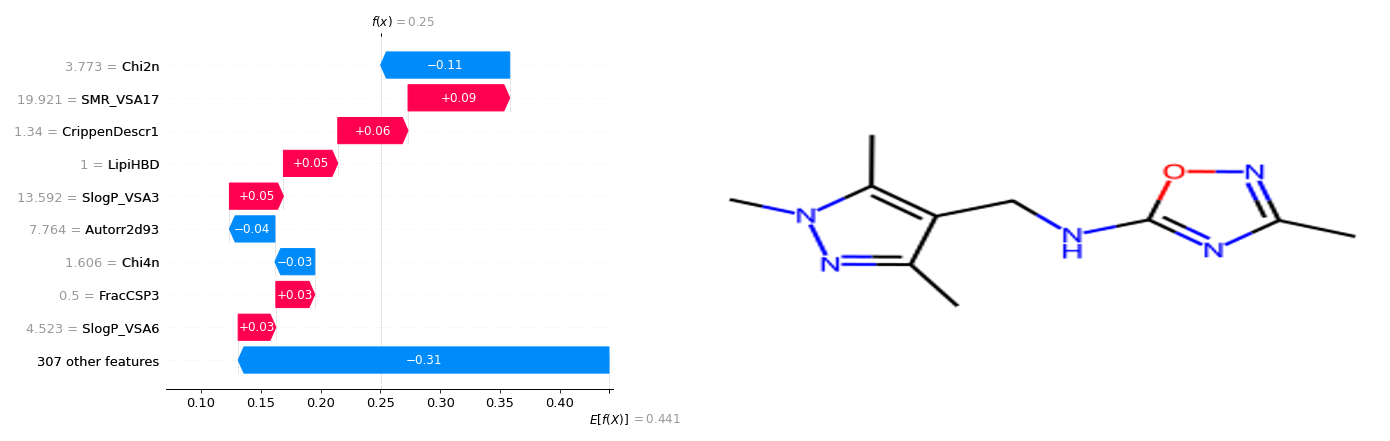 f(x) = 0.25
3.773 = Chi2n
−0.11
19.921 = SMR_VSA17
+0.09
1.34 = CrippenDescr1
+0.06
1 = LipiHBD
+0.05
13.592 = SlogP_VSA3
+0.05
7.764 = Autorr2d93
−0.04
1.606 = Chi4n
−0.03
0.5 = FracCSP3
+0.03
4.523 = SlogP_VSA6
+0.03
307 other features
−0.31
0.10 0.15 0.20 0.25 0.30 0.35 0.40
E[f(X)] = 0.441
O N
N
N
H
N
N
N